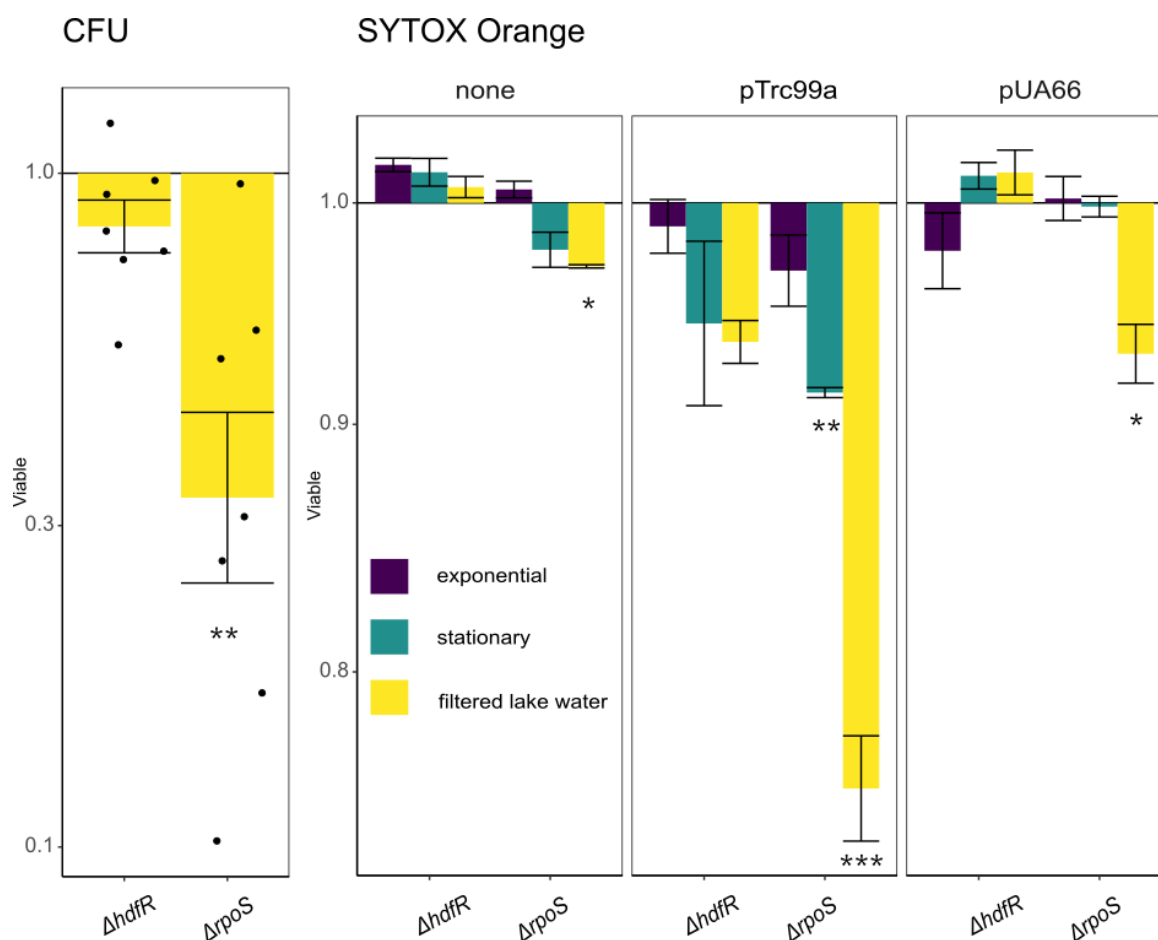 CFU
SYTOX Orange
none
pTrc99a
pUA66
1.0
0.3
0.1
Viable
**
ΔhdfR
ΔrpoS
1.0
0.9
0.8
Viable
*
**
***
*
exponential
stationary
filtered lake water
ΔhdfR
ΔrpoS
ΔhdfR
ΔrpoS
ΔhdfR
ΔrpoS